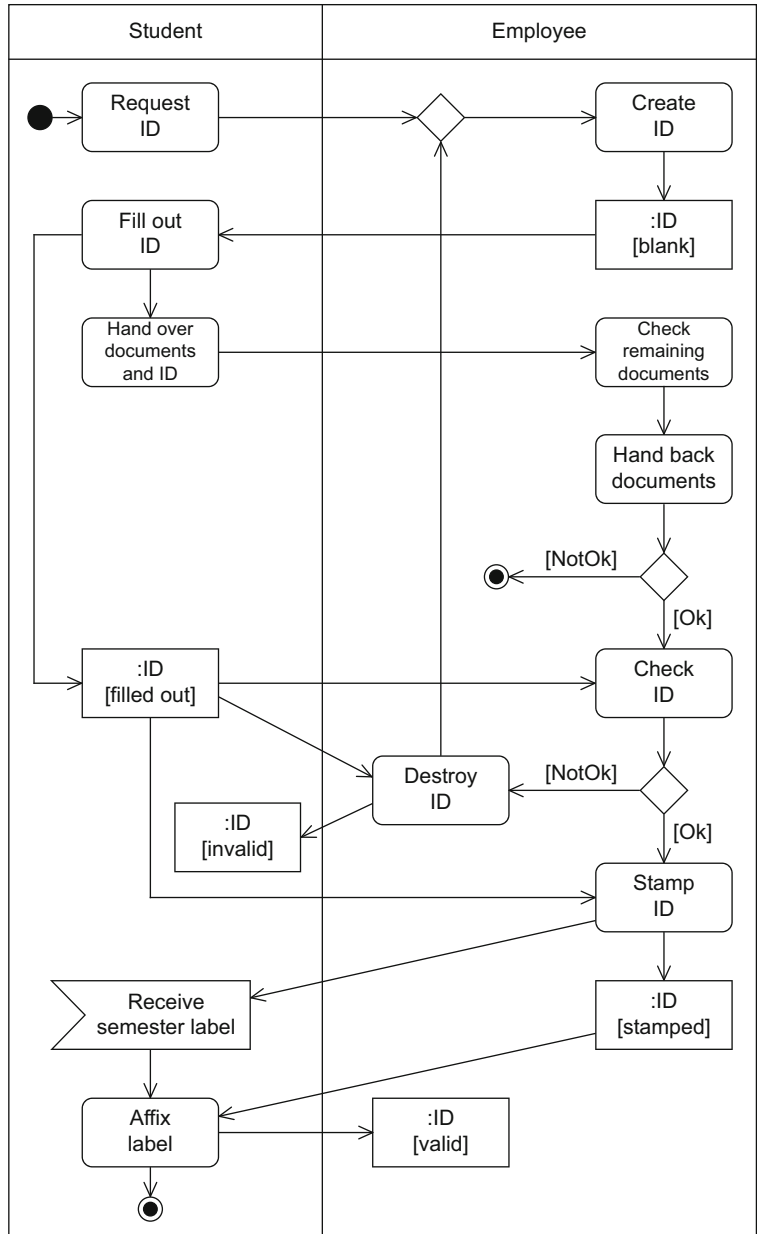 Student
Employee
Request
ID
Create
ID
Fill out
ID
:ID
[blank]
Hand over
documents
and ID
Check
remaining
documents
Hand back
documents
[NotOk]
[Ok]
:ID
[filled out]
Check
ID
Destroy
ID
[NotOk]
[Ok]
:ID
[invalid]
Stamp
ID
Receive
semester label
:ID
[stamped]
Affix
label
:ID
[valid]